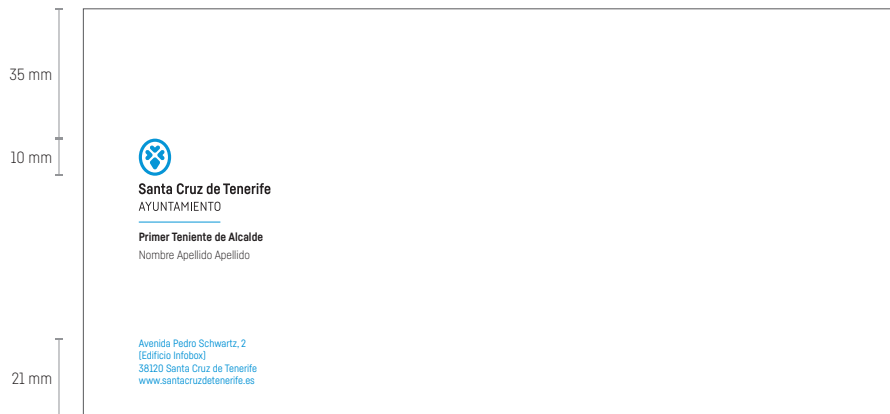 35 mm
10 mm
Santa Cruz de Tenerife
AYUNTAMIENTO
Primer Teniente de Alcalde
Nombre Apellido Apellido
Avenida Pedro Schwartz, 2
(Edificio Infobox)
38120 Santa Cruz de Tenerife
www.santacruzdetenerife.es
21 mm